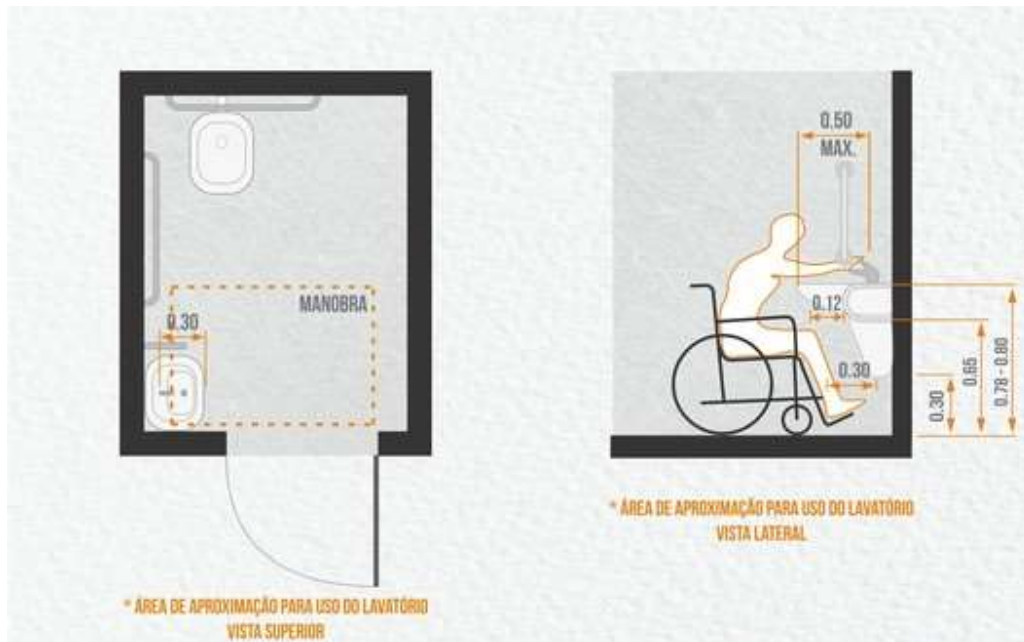 MANOBRA
0.30
* ÁREA DE APROXIMAÇÃO PARA USO DO LAVATÓRIO
VISTA SUPERIOR
0.50
MAX.
0.12
0.30
0.30
0.65
0.78 - 0.80
* ÁREA DE APROXIMAÇÃO PARA USO DO LAVATÓRIO
VISTA LATERAL